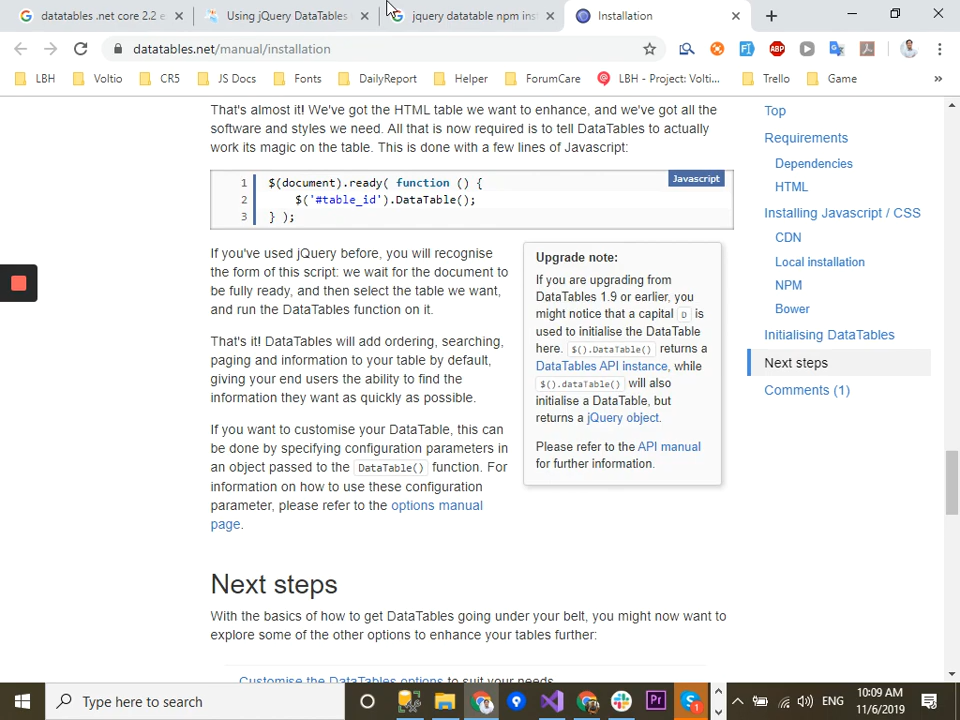 datatables .net core 2.2 e
Using jQuery DataTables
jquery datatable npm inst
Installation
datatables.net/manual/installation
LBH
Voltio
CR5
JS Docs
Fonts
DailyReport
Helper
ForumCare
LBH - Project: Volti...
Trello
Game
»
That's almost it! We've got the HTML table we want to enhance, and we've got all the
software and styles we need. All that is now required is to tell DataTables to actually
work its magic on the table. This is done with a few lines of Javascript:
Javascript
1 $(document).ready( function () {
2 $('#table_id').DataTable();
3 } );
If you've used jQuery before, you will recognise
the form of this script: we wait for the document to
be fully ready, and then select the table we want,
and run the DataTables function on it.
That's it! DataTables will add ordering, searching,
paging and information to your table by default,
giving your end users the ability to find the
information they want as quickly as possible.
If you want to customise your DataTable, this can
be done by specifying configuration parameters in
an object passed to the DataTable() function. For
information on how to use these configuration
parameter, please refer to the options manual
page.
Upgrade note:
If you are upgrading from
DataTables 1.9 or earlier, you
might notice that a capital D is
used to initialise the DataTable
here. $().DataTable() returns a
DataTables API instance, while
$().dataTable() will also
initialise a DataTable, but
returns a jQuery object.
Please refer to the API manual
for further information.
Next steps
With the basics of how to get DataTables going under your belt, you might now want to
explore some of the other options to enhance your tables further:
Customise the DataTables options to suit your needs
Top
Requirements
Dependencies
HTML
Installing Javascript / CSS
CDN
Local installation
NPM
Bower
Initialising DataTables
Next steps
Comments (1)
Type here to search
ENG
10:09 AM
11/6/2019